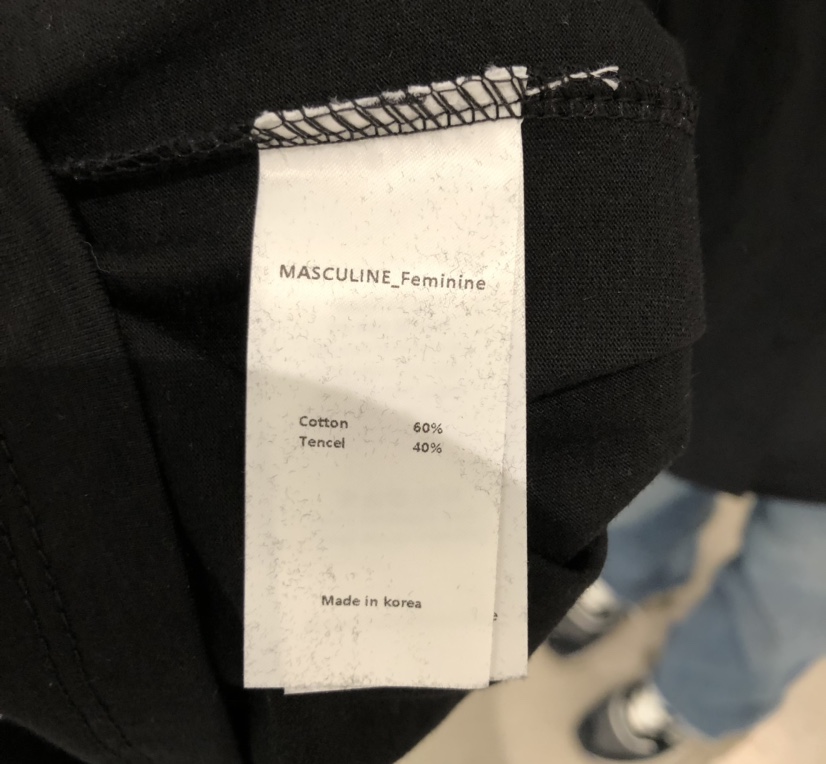 MASCULINE_Feminine
Cotton 60%
Tencel 40%
Made in korea
e